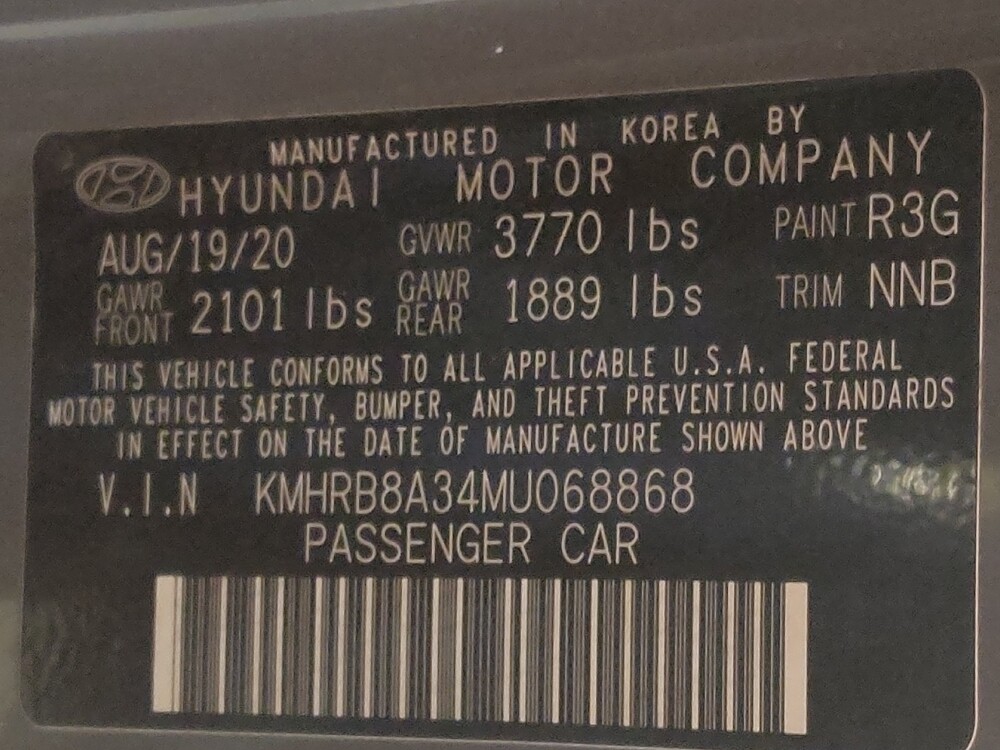 MANUFACTURED IN KOREA BY
HYUNDAI MOTOR COMPANY
AUG/19/20 GVWR 3770 lbs PAINT R3G
GAWR FRONT 2101 lbs GAWR REAR 1889 lbs TRIM NNB
THIS VEHICLE CONFORMS TO ALL APPLICABLE U.S.A. FEDERAL
MOTOR VEHICLE SAFETY, BUMPER, AND THEFT PREVENTION STANDARDS
IN EFFECT ON THE DATE OF MANUFACTURE SHOWN ABOVE
V.I.N KMHRB8A34MU068868
PASSENGER CAR